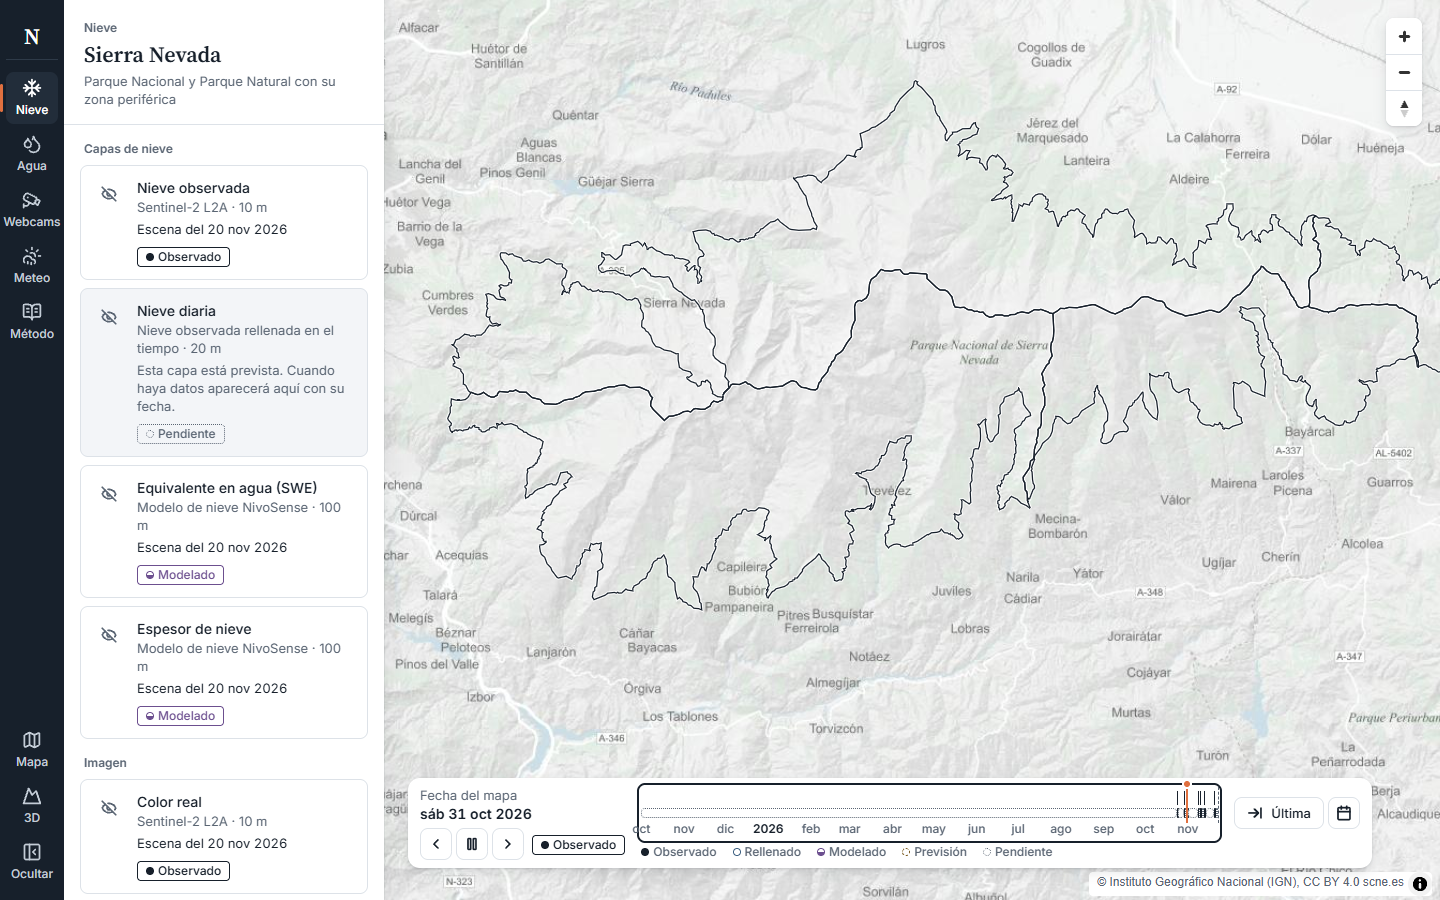 N
Nieve
Agua
Webcams
Meteo
Método
Mapa
3D
Ocultar
Nieve
Sierra Nevada
Parque Nacional y Parque Natural con su
zona periférica
Capas de nieve
Nieve observada
Sentinel-2 L2A · 10 m
Escena del 20 nov 2026
Observado
Nieve diaria
Nieve observada rellenada en el
tiempo · 20 m
Esta capa está prevista. Cuando
haya datos aparecerá aquí con su
fecha.
Pendiente
Equivalente en agua (SWE)
Modelo de nieve NivoSense · 100
m
Escena del 20 nov 2026
Modelado
Espesor de nieve
Modelo de nieve NivoSense · 100
m
Escena del 20 nov 2026
Modelado
Imagen
Color real
Sentinel-2 L2A · 10 m
Escena del 20 nov 2026
Observado
Alfacar
Huétor de
Santillán
Lugros
Cogollos de
Guadix
Río Padules
A-92
Quéntar
Jérez del
Marquesado
La Calahorra
Dólar
Huéneja
Aguas
Blancas
Ferreira
Lanteira
Lancha del
Genil
Pinos Genil
Güéjar Sierra
Aldeire
Huétor Vega
Barrio de la
Vega
Zubia
A-395
Cumbres
Verdes
Sierra Nevada
Parque Nacional de Sierra
Nevada
Bayárcal
A-337
AL-5402
Laroles
Picena
Mairena
Guarros
Trevélez
Válor
Dúrcal
Mecina-
Bombarón
Acequias
Alcolea
Cherín
Ugíjar
Capileira
Bubión
Pampaneira
Yátor
Narila
Cádiar
Juviles
A-348
Talará
Melegís
Pitres
Ferreirola
Busquístar
Lobras
Béznar
Peloteos
Cáñar
Bayacas
Jorairátar
Lanjarón
Notáez
A-347
Pinos del Valle
Cojáyar
Almegíjar
Órgiva
Izbor
Los Tablones
Murtas
Torvizcón
A-346
Turón
La
Peñarrodada
Berja
Alcaudique
N-323
Sorvilán
Fecha del mapa
sáb 31 oct 2026
Observado
oct nov dic 2026 feb mar abr may jun jul ago sep oct nov
Observado Rellenado Modelado Previsión Pendiente
Última
© Instituto Geográfico Nacional (IGN), CC BY 4.0 scne.es